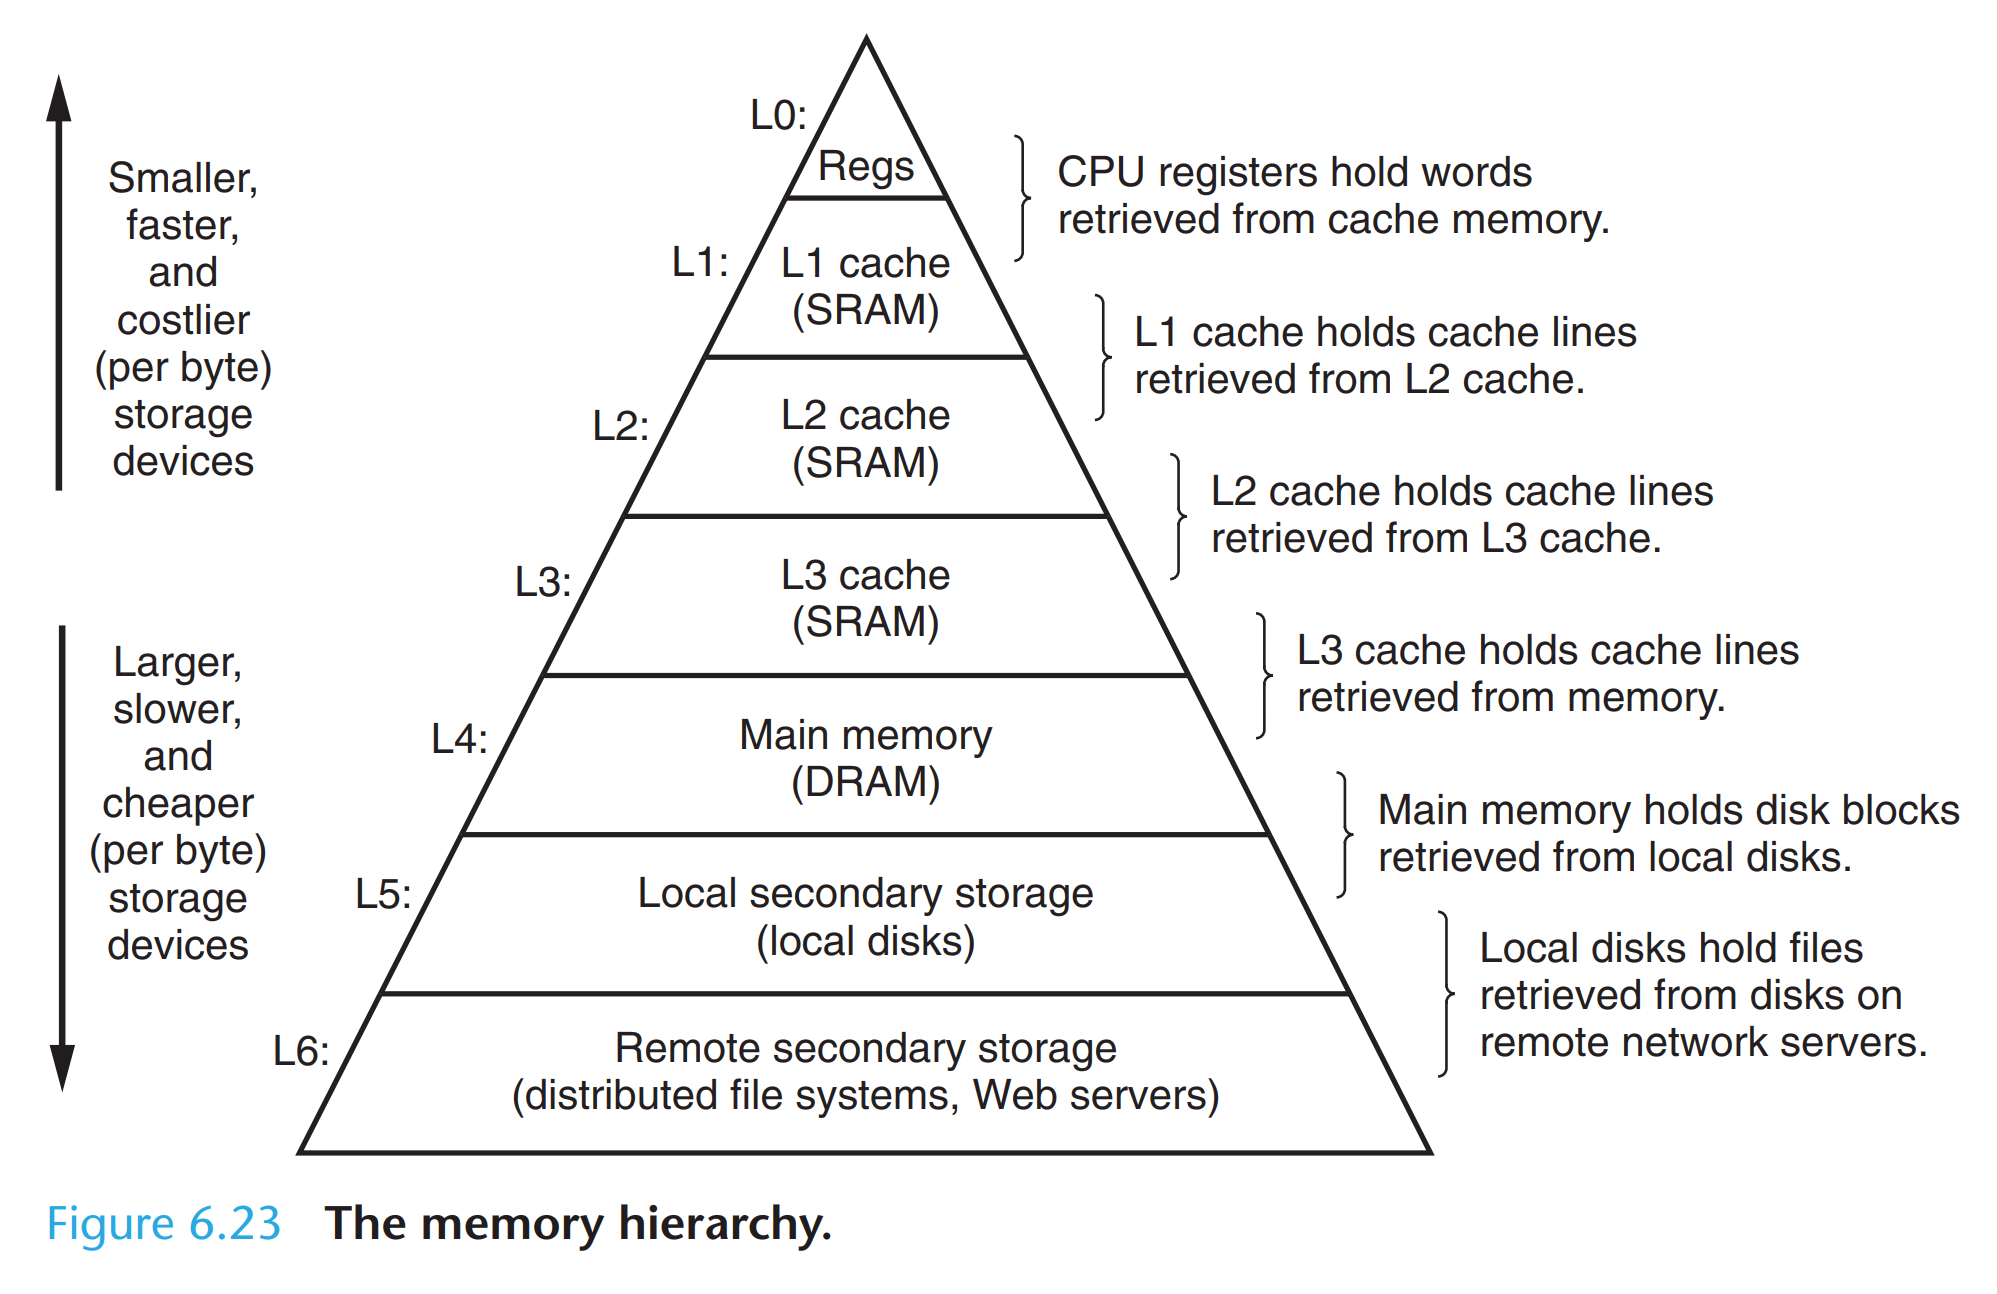 Smaller,
faster,
and
costlier
(per byte)
storage
devices
Larger,
slower,
and
cheaper
(per byte)
storage
devices
L0:
Regs
CPU registers hold words
retrieved from cache memory.
L1:
L1 cache
(SRAM)
L1 cache holds cache lines
retrieved from L2 cache.
L2:
L2 cache
(SRAM)
L2 cache holds cache lines
retrieved from L3 cache.
L3:
L3 cache
(SRAM)
L3 cache holds cache lines
retrieved from memory.
L4:
Main memory
(DRAM)
Main memory holds disk blocks
retrieved from local disks.
L5:
Local secondary storage
(local disks)
Local disks hold files
retrieved from disks on
remote network servers.
L6:
Remote secondary storage
(distributed file systems, Web servers)
Figure 6.23 The memory hierarchy.